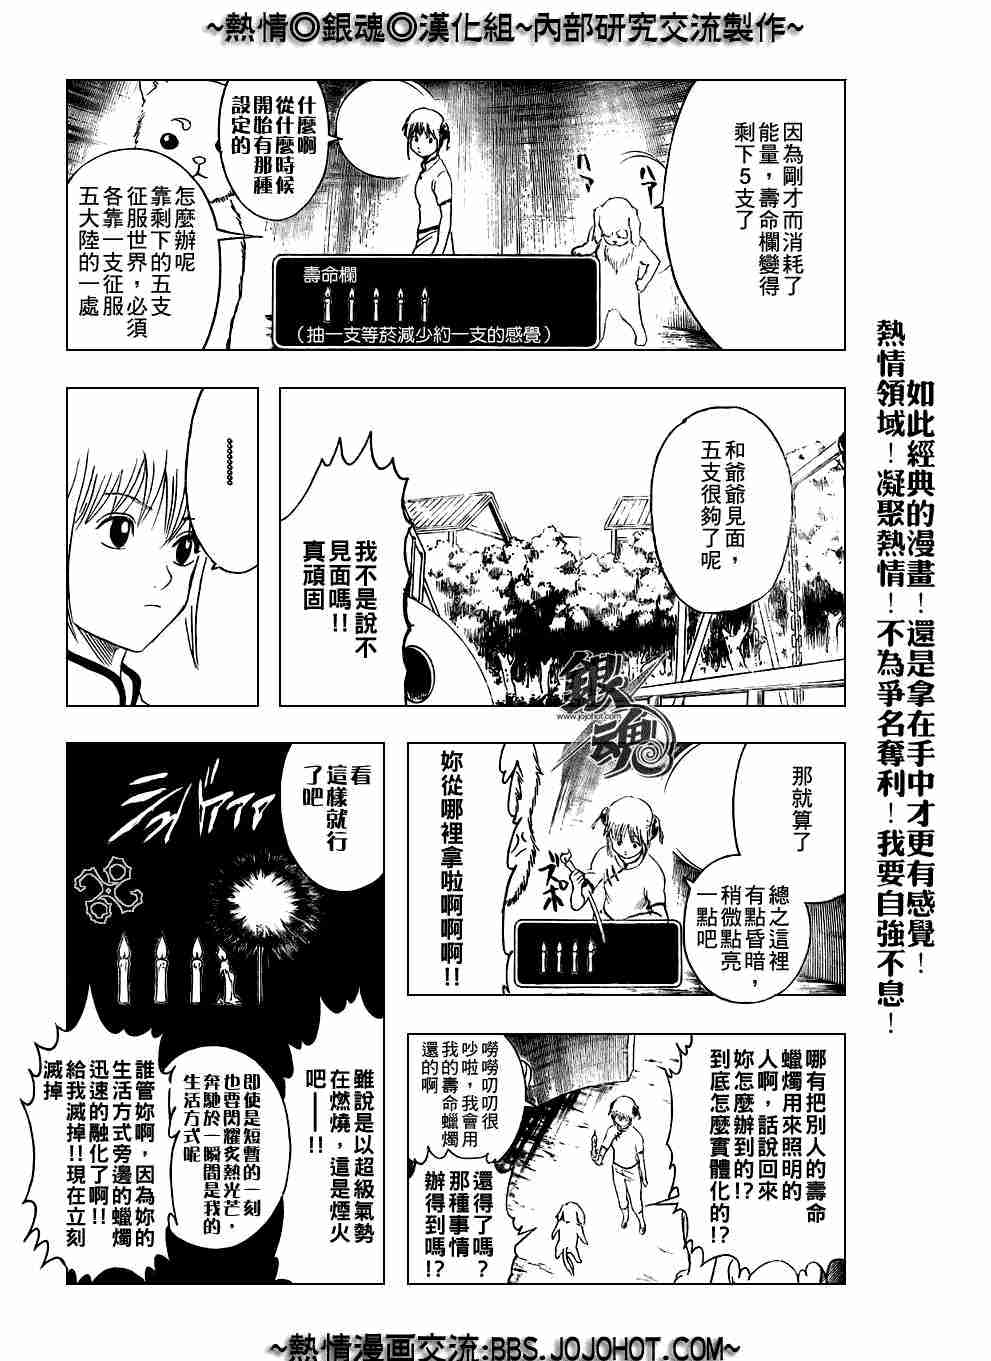 ~熱情◎銀魂◎漢化組~內部研究交流製作~
因為剛才而消耗了
能量，壽命欄變得
剩下5支了
ハァ
ハァ
什麼啊
從什麼時候
開胎有那種
設定的
壽命欄
（抽一支等於減少約一支的感覺）
怎麼辦呢
靠剩下的五支
征服世界，必須
各靠一支征服
五大陸的一處
和爺爺見面，
五支很夠了呢
我不是說不
見面嗎!!
真頑固
…………
銀魂
www.jojohot.com
那就算了
總之這裡
有點昏暗，
稍微點亮
一點吧
ズボ
妳從哪裡拿啦啊啊啊!!
看
這樣就行
了吧
哪有把別人的壽命
蠟燭用來照明的
人啊，話說回來
妳怎麼辦到的!?
到底怎麼實體化的!?
嘮嘮叨叨很
吵啦，我會用
我的壽命蠟燭
還的啊
還得了嗎?
那種事情
辦得到嗎!?
雖說是以超級氣勢
在燃燒，這是煙火
吧——!!
即使是短暫的一刻
也要閃耀炙熱光芒，
奔馳於一瞬間是我的
生活方式呢
誰管妳啊，因為妳的
生活方式旁邊的蠟燭
迅速的融化了啊!!
給我滅掉!!現在立刻
滅掉
如此經典的漫畫！還是拿在手中才更有感覺！
熱情領域！凝聚熱情！不為爭名奪利！我要自強不息！
~熱情漫画交流:BBS.JOJOHOT.COM~